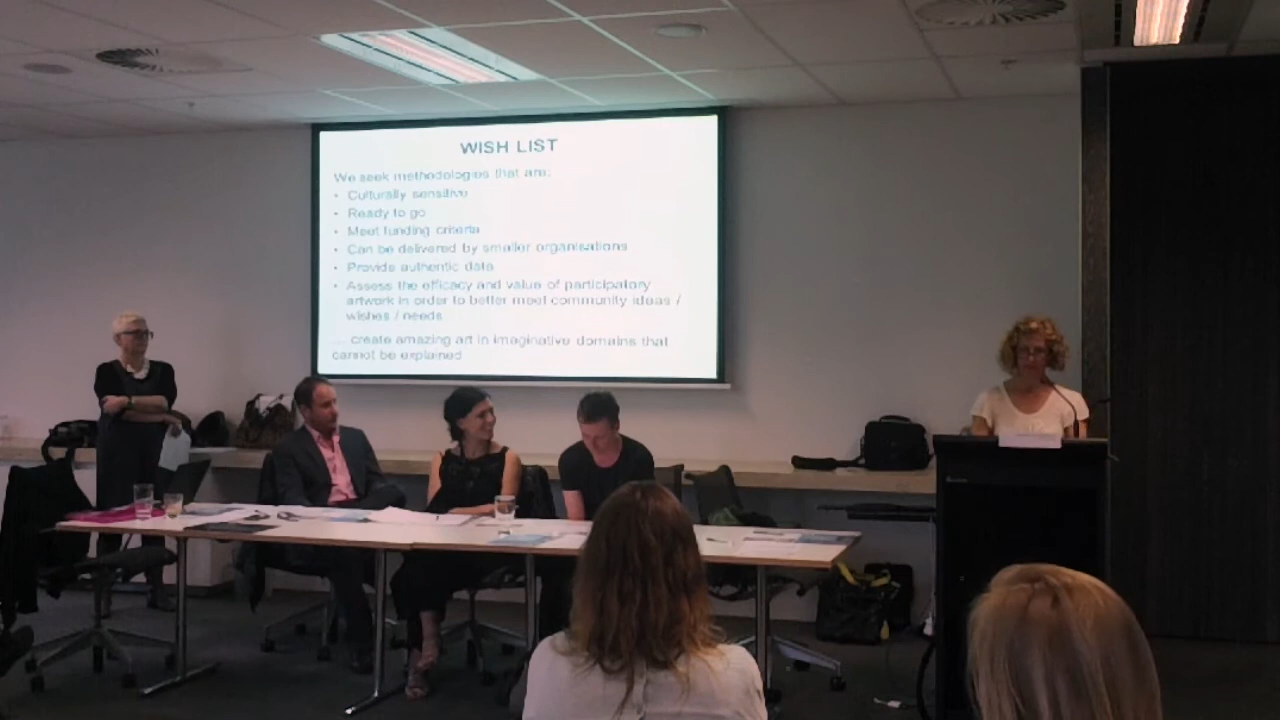 WISH LIST
We seek methodologies that are:
• Culturally sensitive
• Ready to go
• Meet funding criteria
• Can be delivered by smaller organisations
• Provide authentic data
• Assess the efficacy and value of participatory
artwork in order to better meet community ideas /
wishes / needs
... create amazing art in imaginative domains that
cannot be explained